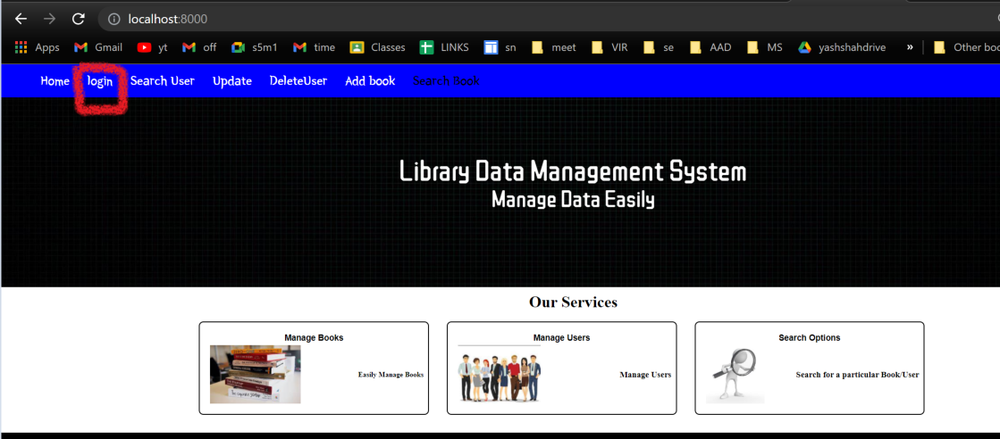 localhost:8000
Apps Gmail yt off s5m1 time Classes LINKS sn meet VIR se AAD MS yashshahdrive » Other boo
Home login Search User Update DeleteUser Add book Search Book
Library Data Management System
Manage Data Easily
Our Services
Manage Books
Easily Manage Books
Manage Users
Manage Users
Search Options
Search for a particular Book/User